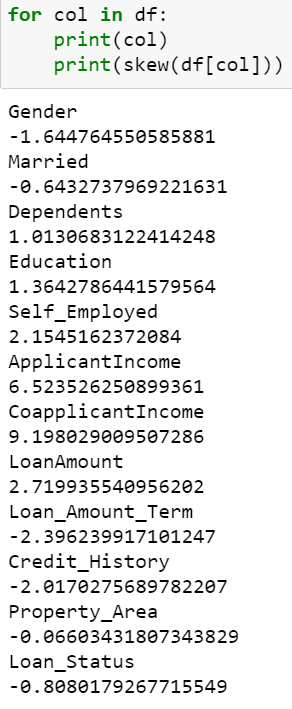 for col in df:
    print(col)
    print(skew(df[col]))
Gender
-1.644764550585881
Married
-0.6432737969221631
Dependents
1.0130683122414248
Education
1.3642786441579564
Self_Employed
2.1545162372084
ApplicantIncome
6.523526250899361
CoapplicantIncome
9.198029009507286
LoanAmount
2.719935540956202
Loan_Amount_Term
-2.396239917101247
Credit_History
-2.0170275689782207
Property_Area
-0.06603431807343829
Loan_Status
-0.8080179267715549